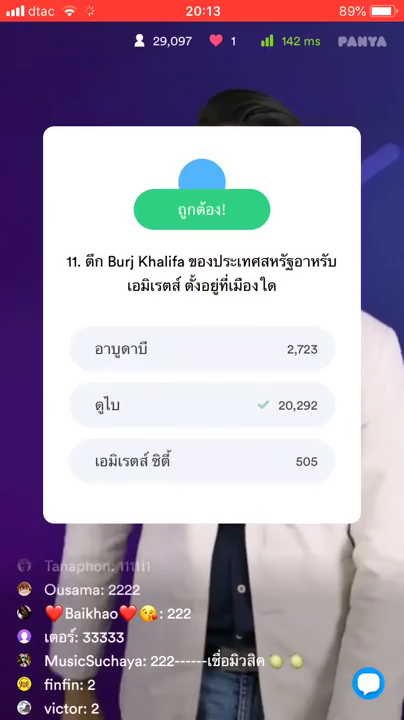 dtac 20:13 89%
29,097 1 142 ms PANYA
ถูกต้อง!
11. ตึก Burj Khalifa ของประเทศสหรัฐอาหรับ
เอมิเรตส์ ตั้งอยู่ที่เมืองใด
อาบูดาบี 2,723
ดูไบ 20,292
เอมิเรตส์ ซิตี้ 505
Tanaphon: 111111
Ousama: 2222
❤️Baikhao❤️😘: 222
เตอร์: 33333
MusicSuchaya: 222------เชื่อมิวสิค🍈🍈
finfin: 2
victor: 2